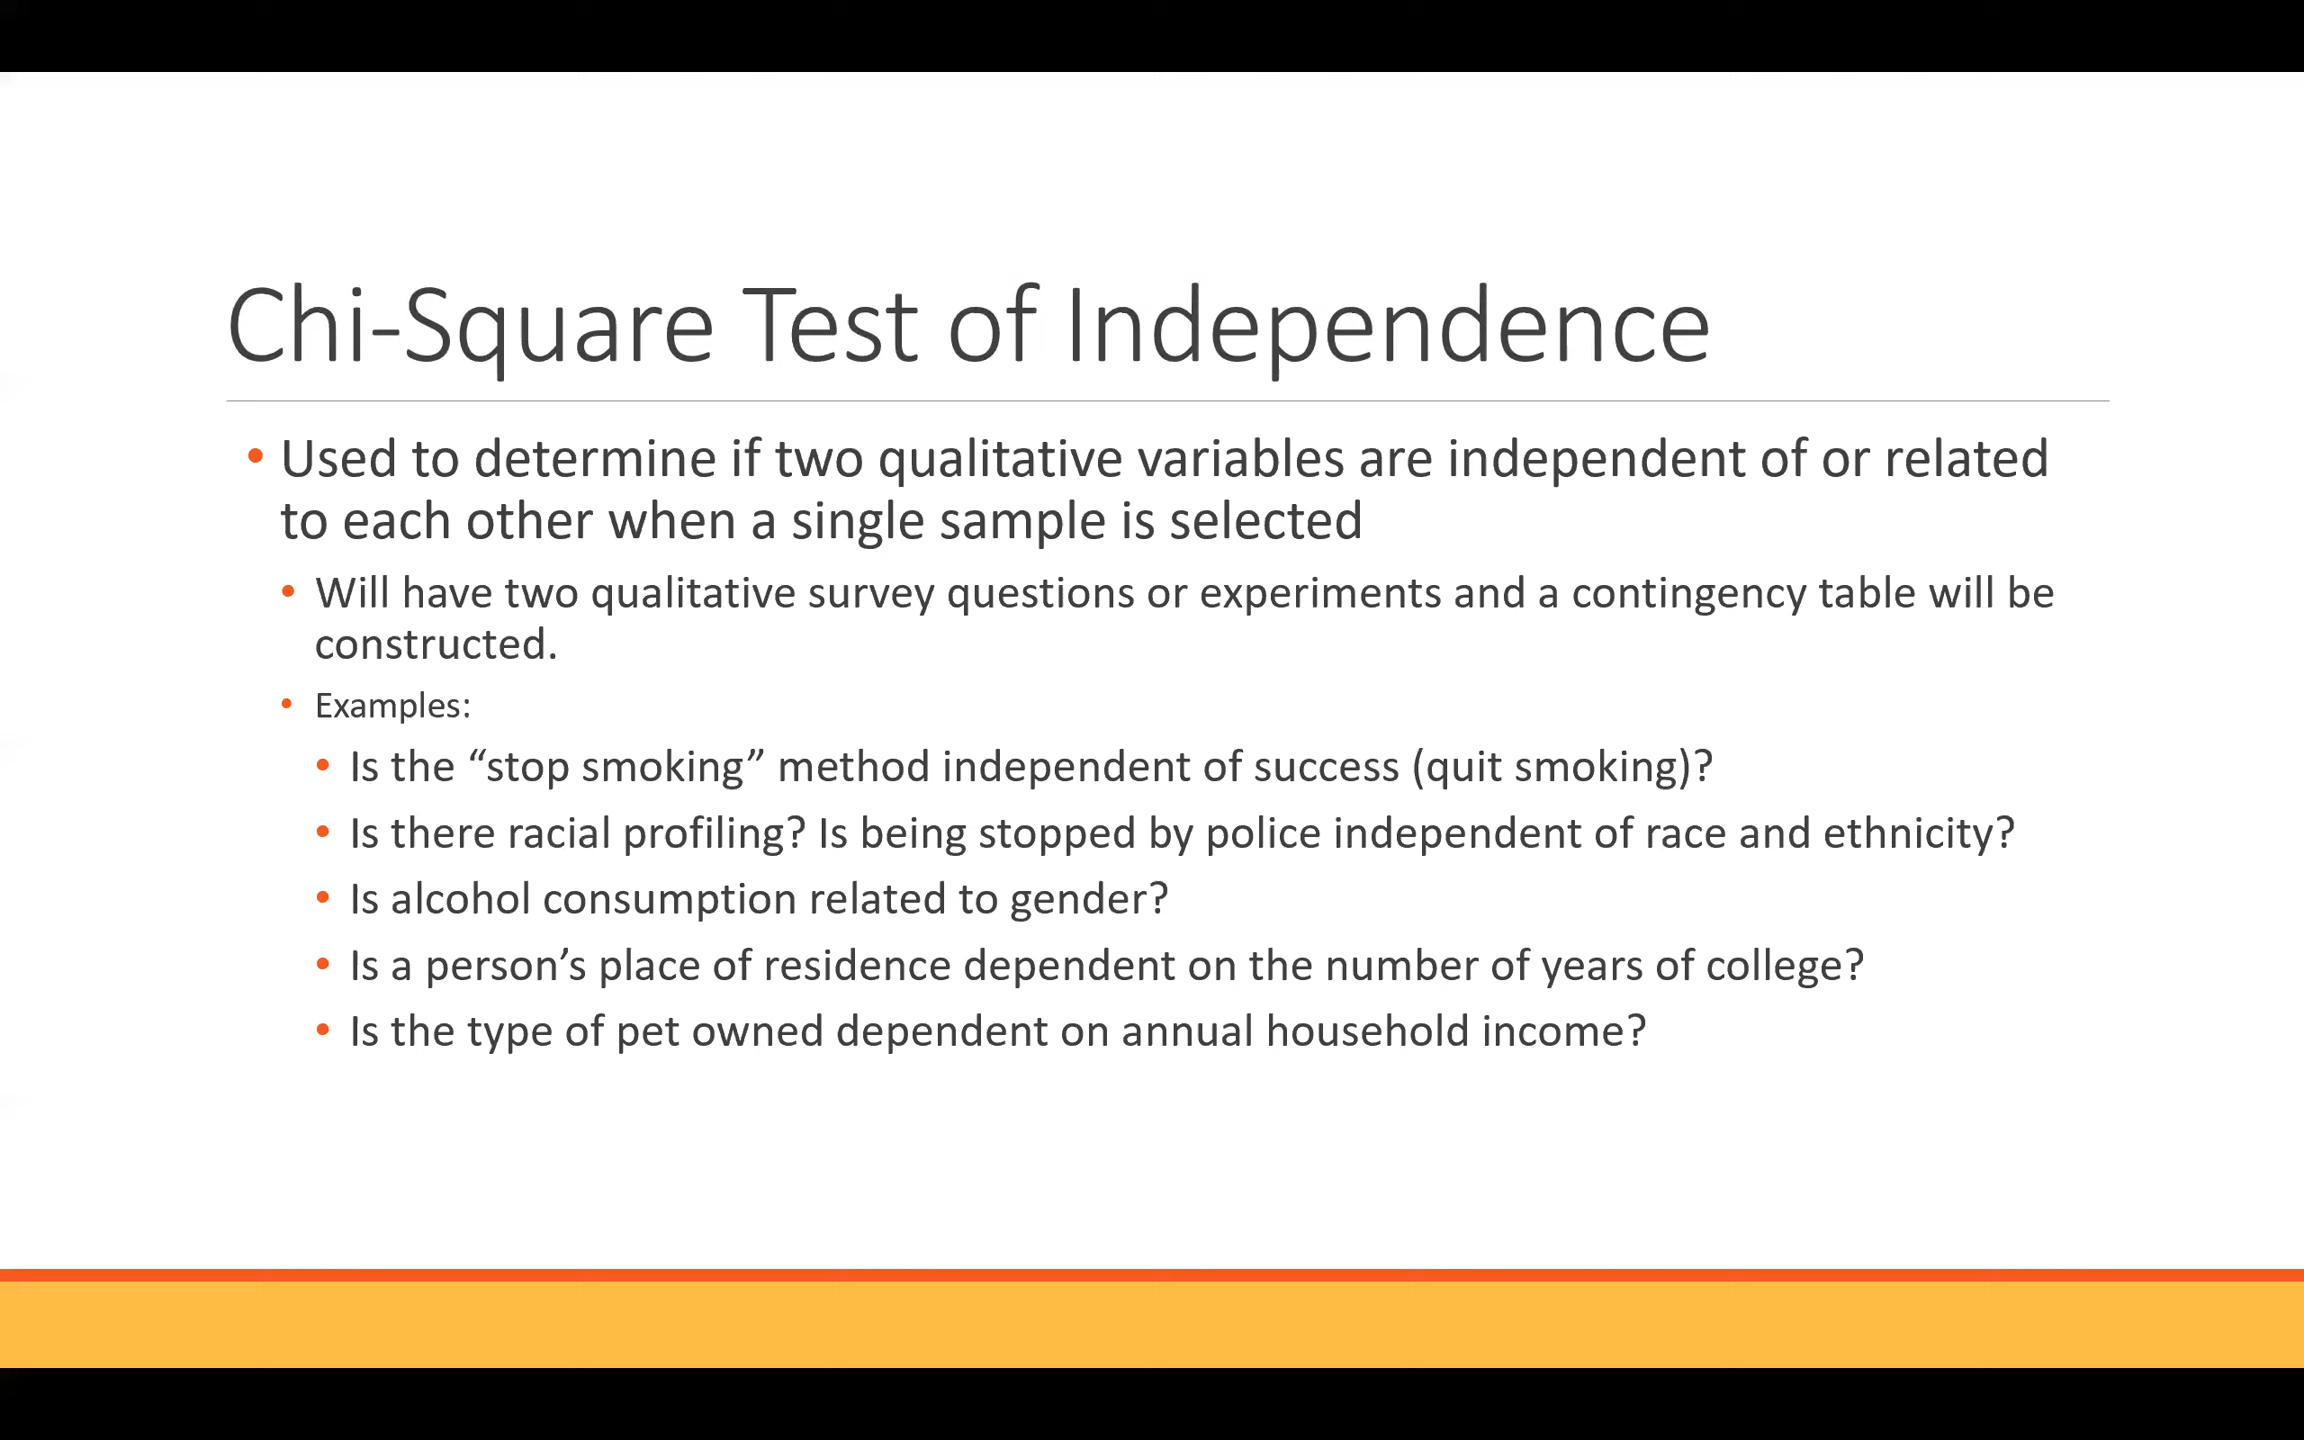 Chi-Square Test of Independence
• Used to determine if two qualitative variables are independent of or related
to each other when a single sample is selected
• Will have two qualitative survey questions or experiments and a contingency table will be
constructed.
• Examples:
• Is the “stop smoking” method independent of success (quit smoking)?
• Is there racial profiling? Is being stopped by police independent of race and ethnicity?
• Is alcohol consumption related to gender?
• Is a person’s place of residence dependent on the number of years of college?
• Is the type of pet owned dependent on annual household income?